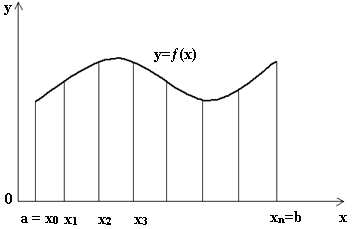 y
y=f(x)
0
a = x₀ x₁ x₂ x₃ xₙ=b x